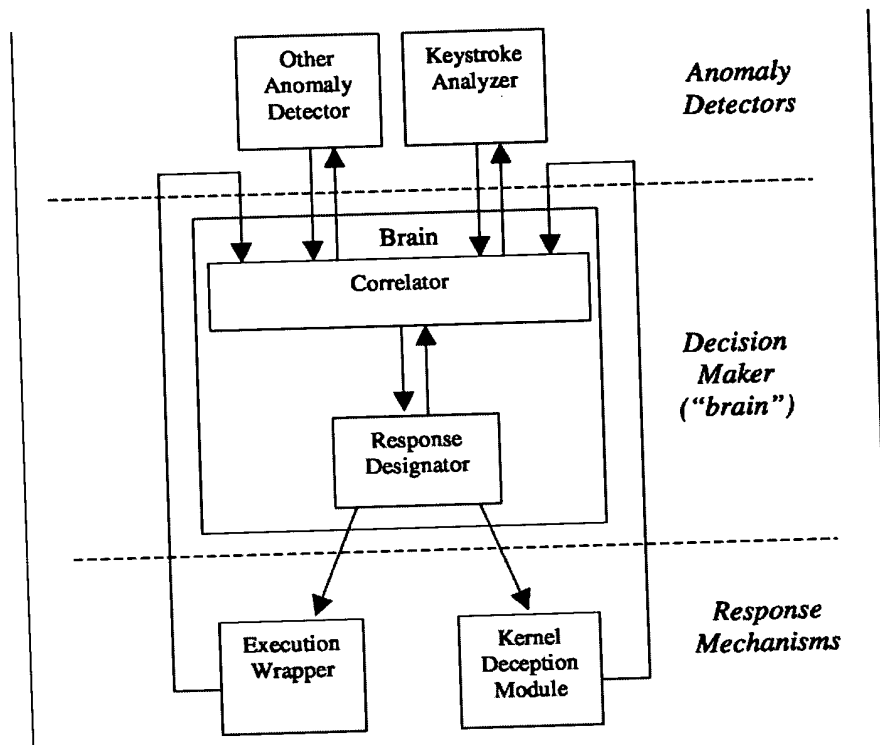 Other
Anomaly
Detector
Keystroke
Analyzer
Anomaly
Detectors
Brain
Correlator
Decision
Maker
(“brain”)
Response
Designator
Execution
Wrapper
Kernel
Deception
Module
Response
Mechanisms